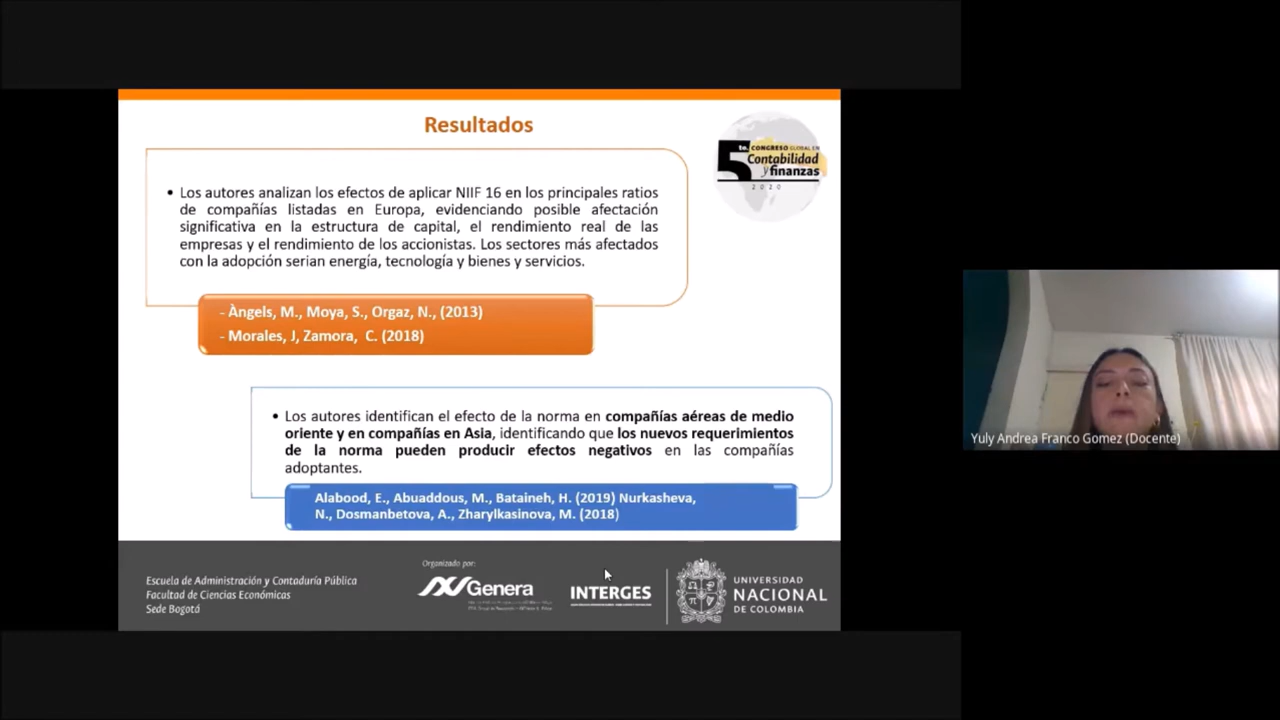 Resultados
5to. CONGRESO GLOBAL EN
Contabilidad
y finanzas
2020
• Los autores analizan los efectos de aplicar NIIF 16 en los principales ratios
de compañías listadas en Europa, evidenciando posible afectación
significativa en la estructura de capital, el rendimiento real de las
empresas y el rendimiento de los accionistas. Los sectores más afectados
con la adopción serian energía, tecnología y bienes y servicios.
- Àngels, M., Moya, S., Orgaz, N., (2013)
- Morales, J, Zamora, C. (2018)
• Los autores identifican el efecto de la norma en compañías aéreas de medio
oriente y en compañías en Asia, identificando que los nuevos requerimientos
de la norma pueden producir efectos negativos en las compañías
adoptantes.
Alabood, E., Abuaddous, M., Bataineh, H. (2019) Nurkasheva,
N., Dosmanbetova, A., Zharylkasinova, M. (2018)
Yuly Andrea Franco Gomez (Docente)
Escuela de Administración y Contaduría Pública
Facultad de Ciencias Económicas
Sede Bogotá
Organizado por:
Genera
INTERGES
UNIVERSIDAD
NACIONAL
DE COLOMBIA